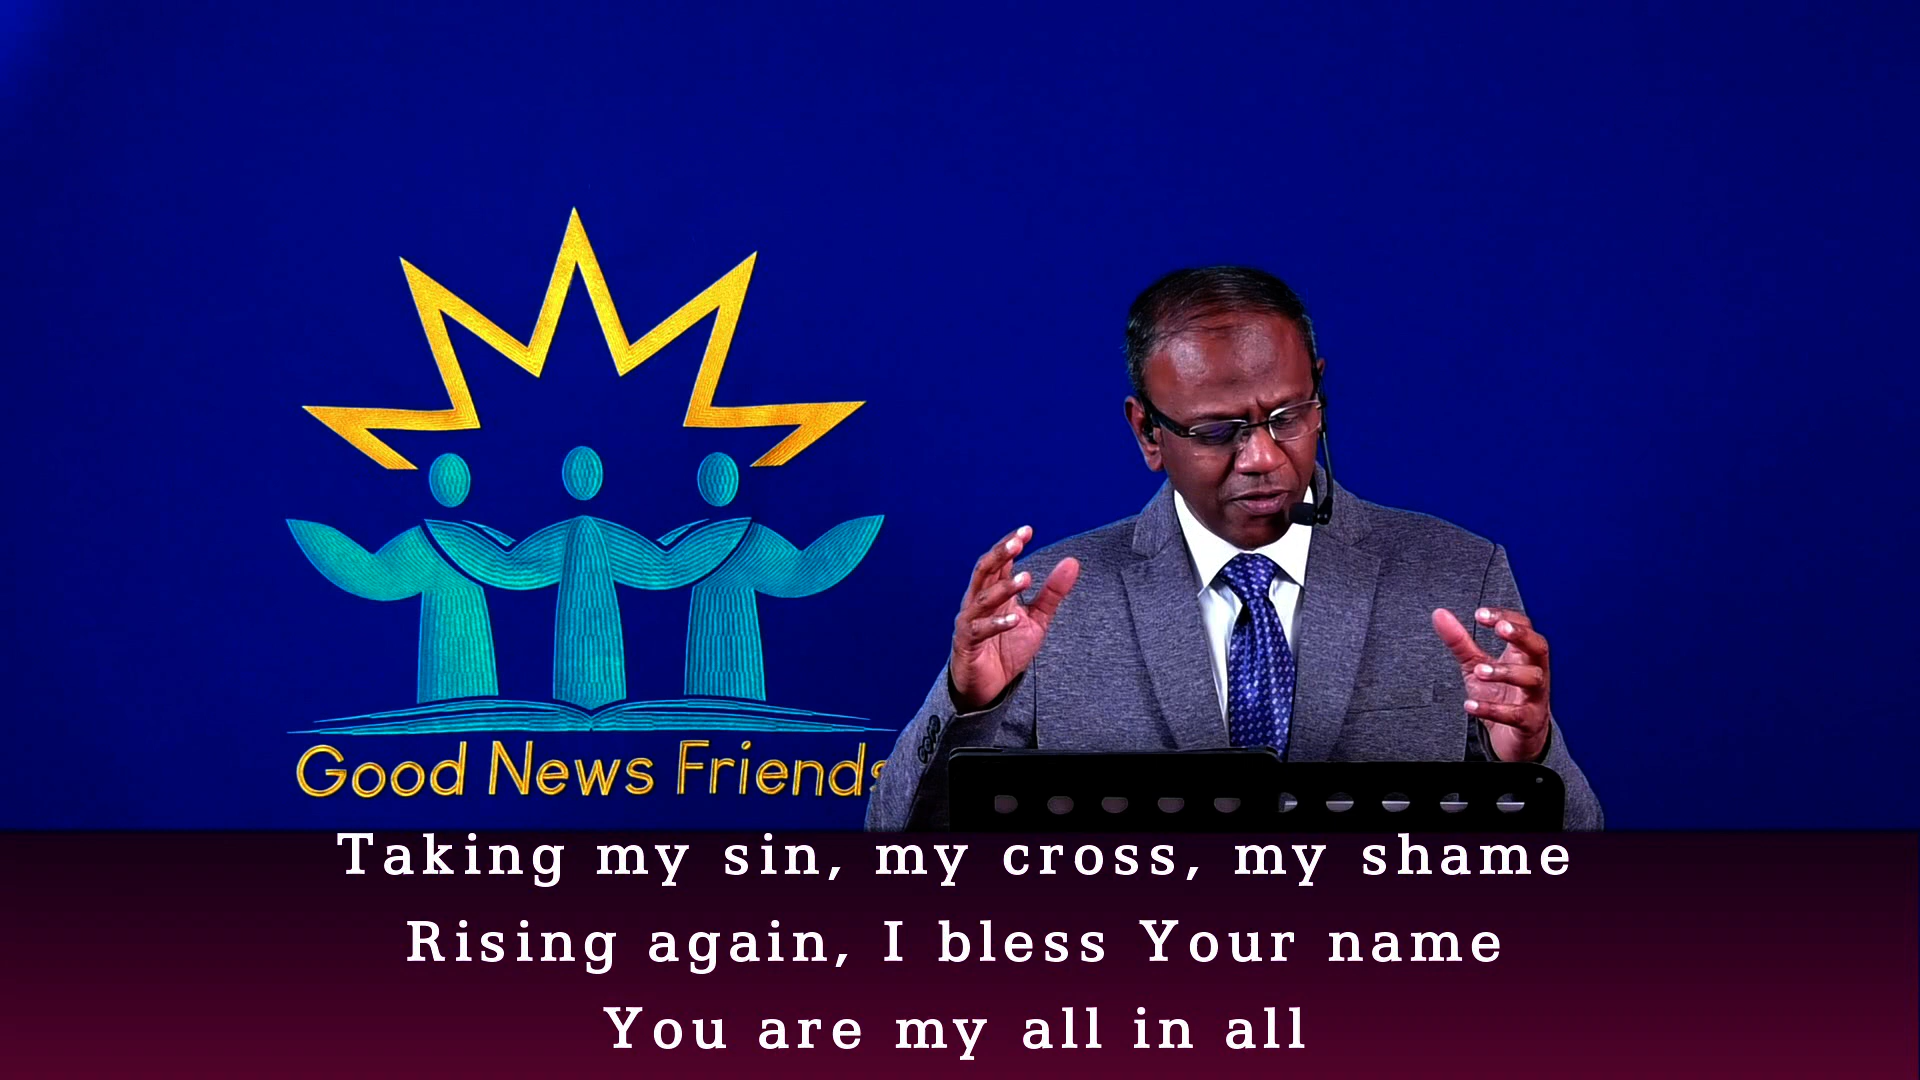 Good News Friends
Taking my sin, my cross, my shame
Rising again, I bless Your name
You are my all in all